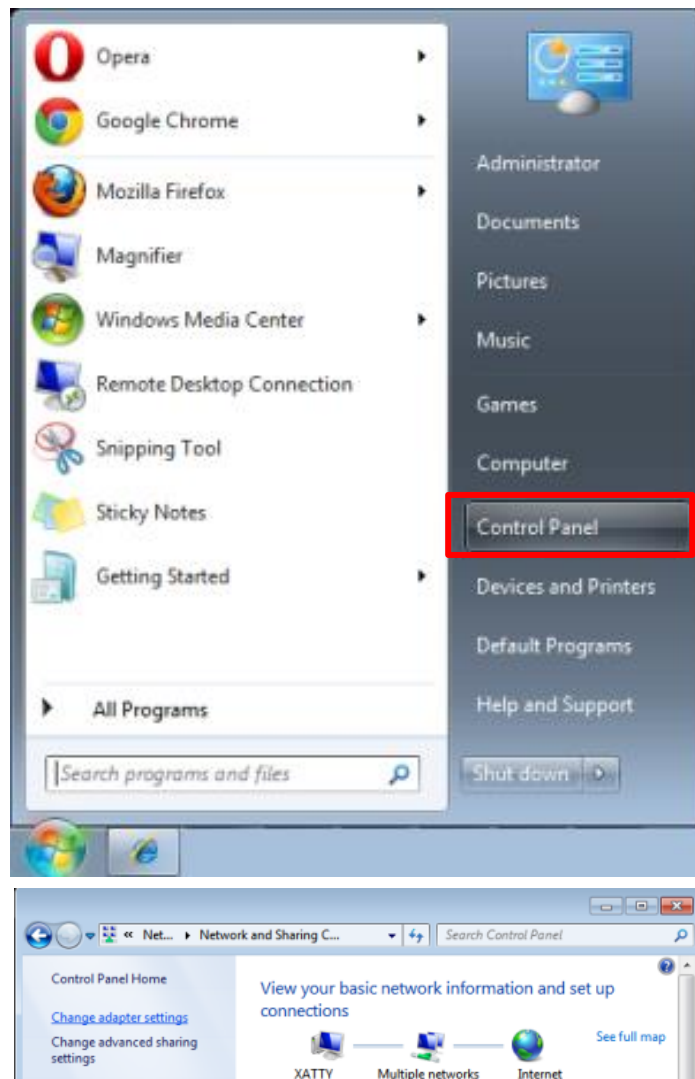 Opera
Google Chrome
Mozilla Firefox
Magnifier
Windows Media Center
Remote Desktop Connection
Snipping Tool
Sticky Notes
Getting Started
All Programs
Search programs and files
Administrator
Documents
Pictures
Music
Games
Computer
Control Panel
Devices and Printers
Default Programs
Help and Support
Shut down
« Net... Network and Sharing C...
Search Control Panel
Control Panel Home
Change adapter settings
Change advanced sharing
settings
View your basic network information and set up
connections
See full map
XATTY Multiple networks Internet